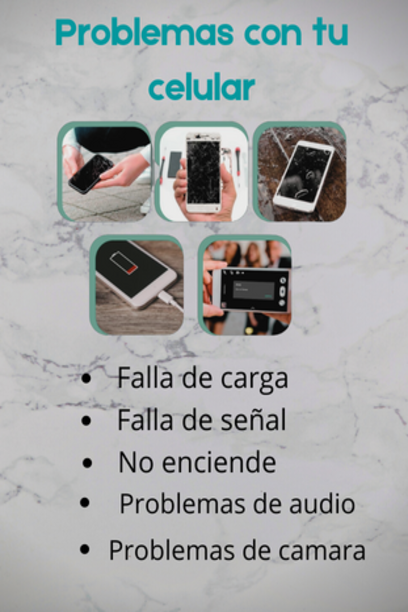 Problemas con tu
celular
• Falla de carga
• Falla de señal
• No enciende
• Problemas de audio
• Problemas de camara